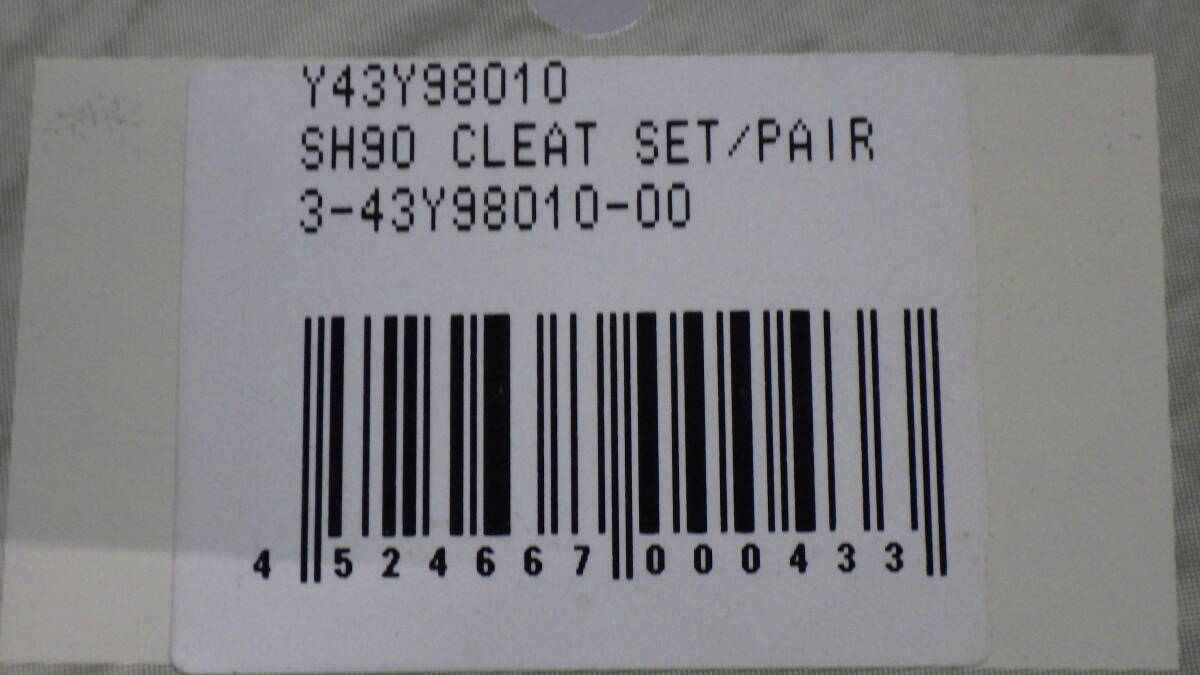 Y43Y98010
SH90 CLEAT SET/PAIR
3-43Y98010-00
4 524667 000433